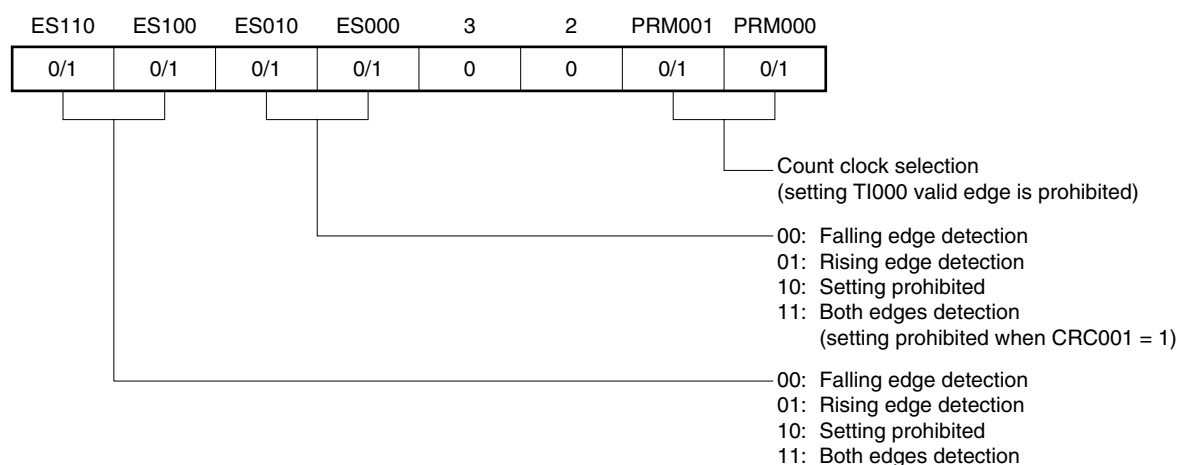 ES110 ES100 ES010 ES000 3 2 PRM001 PRM000
0/1 0/1 0/1 0/1 0 0 0/1 0/1
Count clock selection
(setting TI000 valid edge is prohibited)
00: Falling edge detection
01: Rising edge detection
10: Setting prohibited
11: Both edges detection
(setting prohibited when CRC001 = 1)
00: Falling edge detection
01: Rising edge detection
10: Setting prohibited
11: Both edges detection